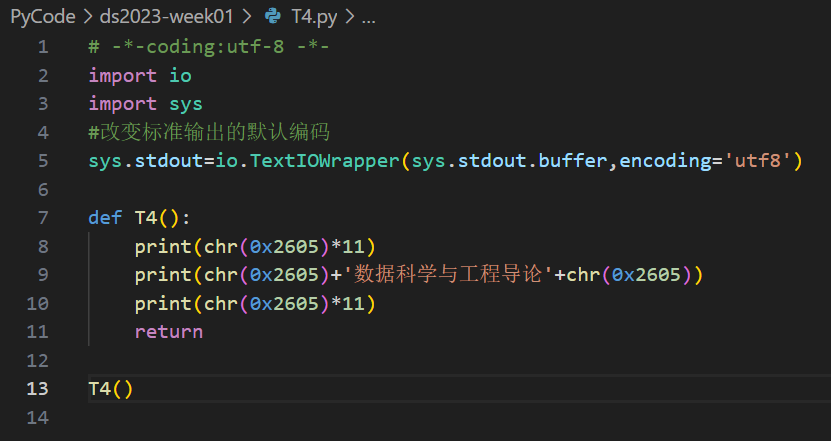 PyCode > ds2023-week01 > T4.py > ...
1 # -*-coding:utf-8 -*-
2 import io
3 import sys
4 #改变标准输出的默认编码
5 sys.stdout=io.TextIOWrapper(sys.stdout.buffer,encoding='utf8')
6
7 def T4():
8     print(chr(0x2605)*11)
9     print(chr(0x2605)+'数据科学与工程导论'+chr(0x2605))
10     print(chr(0x2605)*11)
11     return
12
13 T4()
14